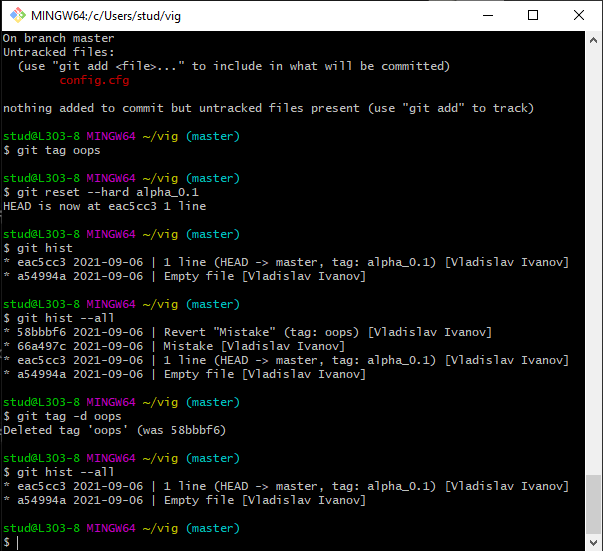 MINGW64:/c/Users/stud/vig
On branch master
Untracked files:
  (use "git add <file>..." to include in what will be committed)
        config.cfg

nothing added to commit but untracked files present (use "git add" to track)

stud@L3O3-8 MINGW64 ~/vig (master)
$ git tag oops

stud@L3O3-8 MINGW64 ~/vig (master)
$ git reset --hard alpha_0.1
HEAD is now at eac5cc3 1 line

stud@L3O3-8 MINGW64 ~/vig (master)
$ git hist
* eac5cc3 2021-09-06 | 1 line (HEAD -> master, tag: alpha_0.1) [Vladislav Ivanov]
* a54994a 2021-09-06 | Empty file [Vladislav Ivanov]

stud@L3O3-8 MINGW64 ~/vig (master)
$ git hist --all
* 58bbbf6 2021-09-06 | Revert "Mistake" (tag: oops) [Vladislav Ivanov]
* 66a497c 2021-09-06 | Mistake [Vladislav Ivanov]
* eac5cc3 2021-09-06 | 1 line (HEAD -> master, tag: alpha_0.1) [Vladislav Ivanov]
* a54994a 2021-09-06 | Empty file [Vladislav Ivanov]

stud@L3O3-8 MINGW64 ~/vig (master)
$ git tag -d oops
Deleted tag 'oops' (was 58bbbf6)

stud@L3O3-8 MINGW64 ~/vig (master)
$ git hist --all
* eac5cc3 2021-09-06 | 1 line (HEAD -> master, tag: alpha_0.1) [Vladislav Ivanov]
* a54994a 2021-09-06 | Empty file [Vladislav Ivanov]

stud@L3O3-8 MINGW64 ~/vig (master)
$